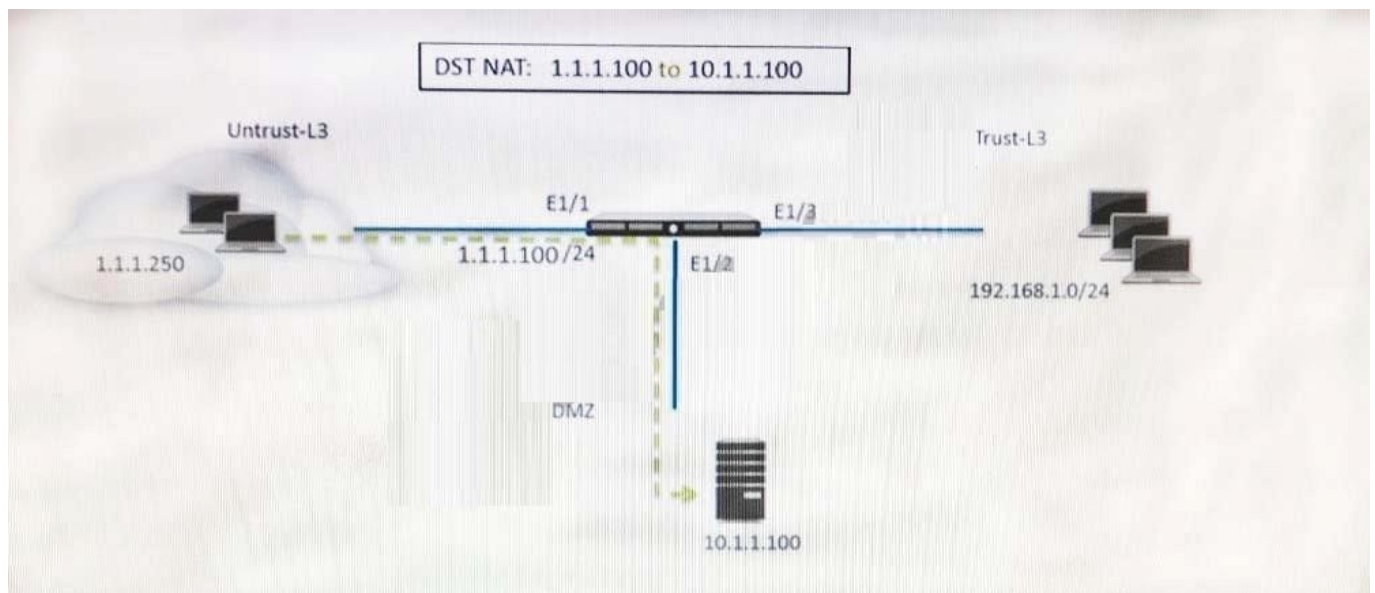 DST NAT: 1.1.1.100 to 10.1.1.100
Untrust-L3
Trust-L3
E1/1
E1/3
1.1.1.100/24
E1/2
1.1.1.250
192.168.1.0/24
DMZ
10.1.1.100